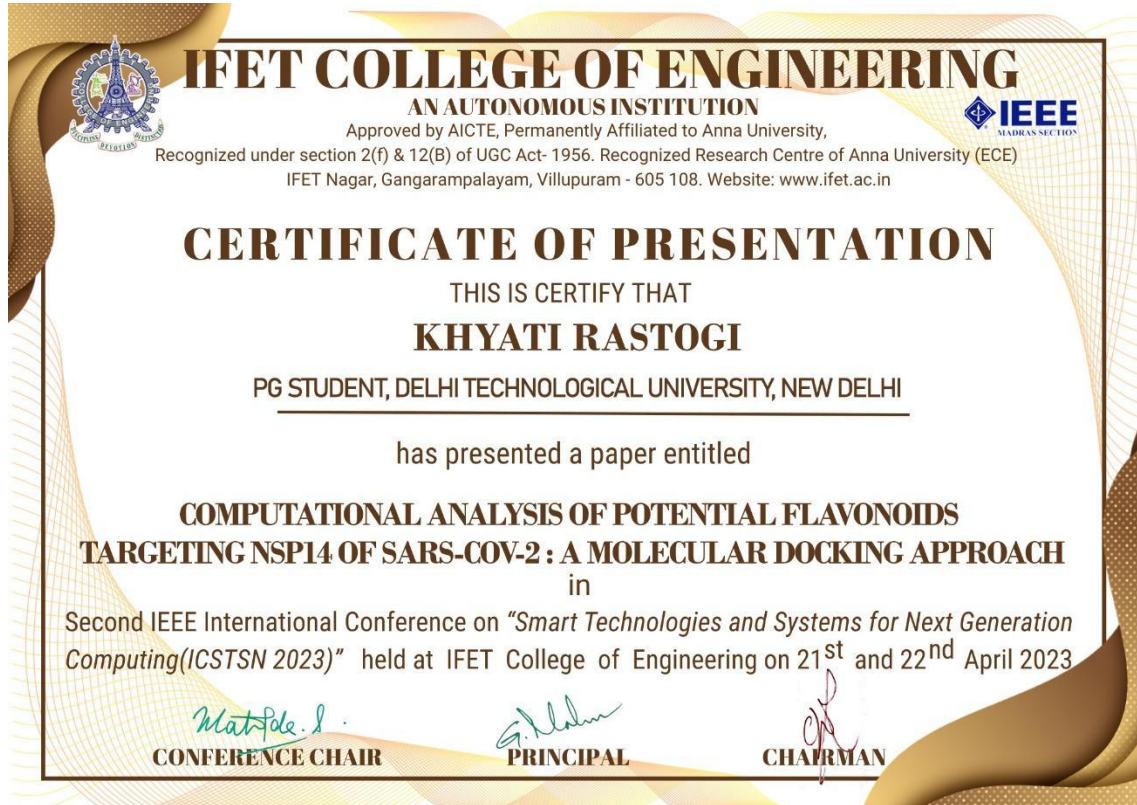 IFET COLLEGE OF ENGINEERING
AN AUTONOMOUS INSTITUTION
IEEE
MADRAS SECTION
DISCIPLINE DEVOTION DISTINCTION
Approved by AICTE, Permanently Affiliated to Anna University,
Recognized under section 2(f) & 12(B) of UGC Act- 1956. Recognized Research Centre of Anna University (ECE)
IFET Nagar, Gangarampalayam, Villupuram - 605 108. Website: www.ifet.ac.in
CERTIFICATE OF PRESENTATION
THIS IS CERTIFY THAT
KHYATI RASTOGI
PG STUDENT, DELHI TECHNOLOGICAL UNIVERSITY, NEW DELHI
has presented a paper entitled
COMPUTATIONAL ANALYSIS OF POTENTIAL FLAVONOIDS
TARGETING NSP14 OF SARS-COV-2 : A MOLECULAR DOCKING APPROACH
in
Second IEEE International Conference on “Smart Technologies and Systems for Next Generation
Computing(ICSTSN 2023)” held at IFET College of Engineering on 21st and 22nd April 2023
CONFERENCE CHAIR
PRINCIPAL
CHAIRMAN